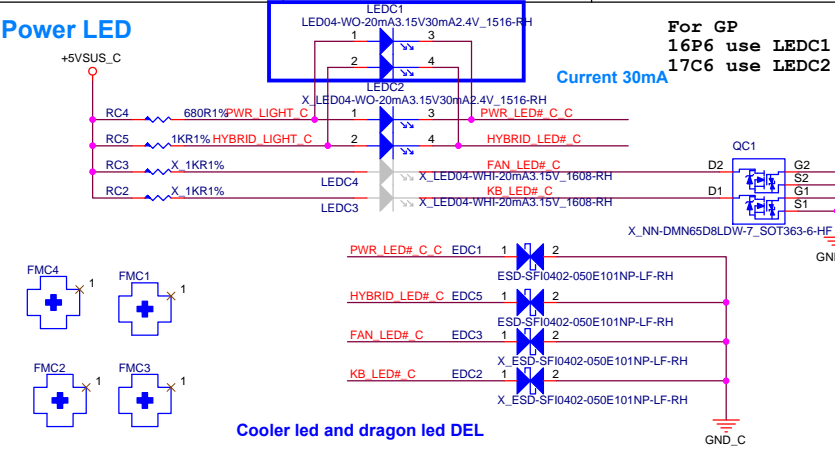 Power LED
LEDC1
LED04-WO-20mA3.15V30mA2.4V_1516-RH
1 3
2 4
For GP
16P6 use LEDC1
17C6 use LEDC2
Current 30mA
+5VSUS_C
LEDC2
X_LED04-WO-20mA3.15V30mA2.4V_1516-RH
RC4 680R1% PWR_LIGHT_C 1 3 PWR_LED#_C_C
RC5 1KR1% HYBRID_LIGHT_C 2 4 HYBRID_LED#_C
RC3 X_1KR1% FAN_LED#_C
LEDC4 X_LED04-WHI-20mA3.15V_1608-RH
RC2 X_1KR1% KB_LED#_C
LEDC3 X_LED04-WHI-20mA3.15V_1608-RH
QC1
D2 G2
S2
D1 G1
S1
X_NN-DMN65D8LDW-7_SOT363-6-HF
GN
PWR_LED#_C_C EDC1 1 2
ESD-SFI0402-050E101NP-LF-RH
HYBRID_LED#_C EDC5 1 2
ESD-SFI0402-050E101NP-LF-RH
FAN_LED#_C EDC3 1 2
X_ESD-SFI0402-050E101NP-LF-RH
KB_LED#_C EDC2 1 2
X_ESD-SFI0402-050E101NP-LF-RH
GND_C
FMC4 1
FMC1 1
FMC2 1
FMC3 1
Cooler led and dragon led DEL